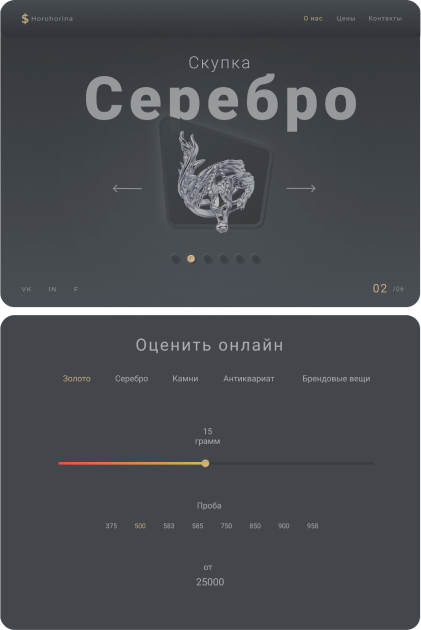 $ Horohorina
О нас Цены Контакты
Скупка
Серебро
VK IN F
02 /06
Оценить онлайн
Золото Серебро Камни Антиквариат Брендовые вещи
15
грамм
Проба
375 500 583 585 750 850 900 958
от
25000